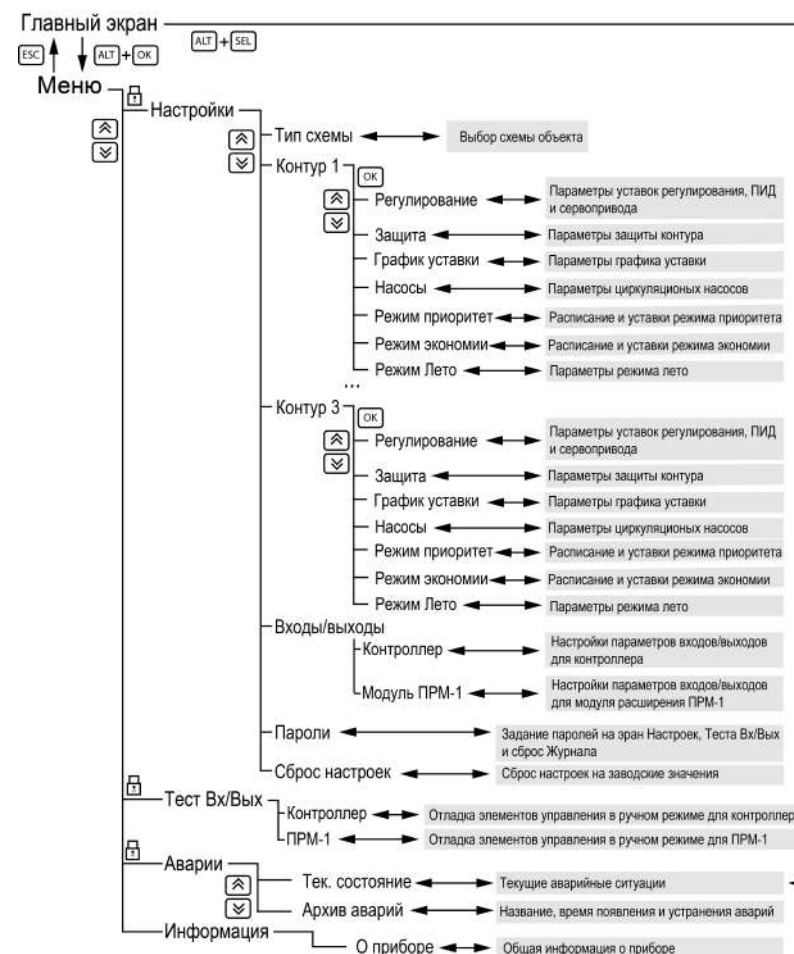 Главный экран
ALT + SEL
ESC ALT + OK
Меню
Настройки
Тип схемы Выбор схемы объекта
Контур 1
OK
Регулирование Параметры уставок регулирования, ПИД
и сервопривода
Защита Параметры защиты контура
График уставки Параметры графика уставки
Насосы Параметры циркуляционых насосов
Режим приоритет Расписание и уставки режима приоритета
Режим экономии Расписание и уставки режима экономии
Режим Лето Параметры режима лето
...
Контур 3
OK
Регулирование Параметры уставок регулирования, ПИД
и сервопривода
Защита Параметры защиты контура
График уставки Параметры графика уставки
Насосы Параметры циркуляционых насосов
Режим приоритет Расписание и уставки режима приоритета
Режим экономии Расписание и уставки режима экономии
Режим Лето Параметры режима лето
Входы/выходы
Контроллер Настройки параметров входов/выходов
для контроллера
Модуль ПРМ-1 Настройки параметров входов/выходов
для модуля расширения ПРМ-1
Пароли Задание паролей на эран Настроек, Теста Вх/Вых
и сброс Журнала
Сброс настроек Сброс настроек на заводские значения
Тест Вх/Вых
Контроллер Отладка элементов управления в ручном режиме для контроллер
ПРМ-1 Отладка элементов управления в ручном режиме для ПРМ-1
Аварии
Тек. состояние Текущие аварийные ситуации
Архив аварий Название, время появления и устранения аварий
Информация
О приборе Общая информация о приборе